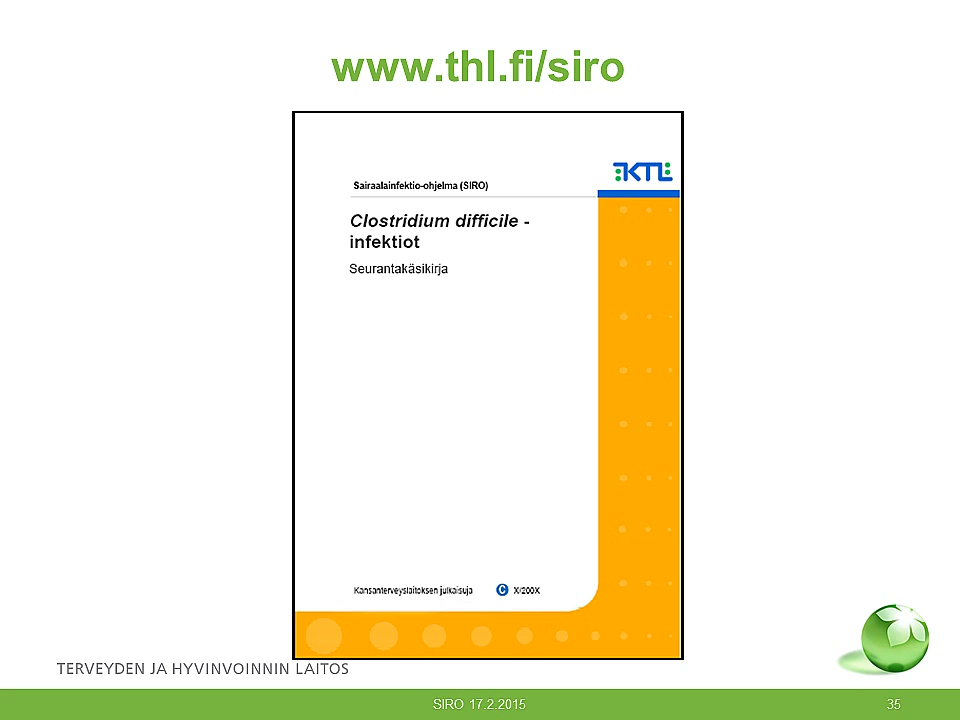 www.thl.fi/siro
KTL
Sairaalainfektio-ohjelma (SIRO)
Clostridium difficile -
infektiot
Seurantakäsikirja
Kansanterveyslaitoksen julkaisuja C X/200X
TERVEYDEN JA HYVINVOINNIN LAITOS
SIRO 17.2.2015 35